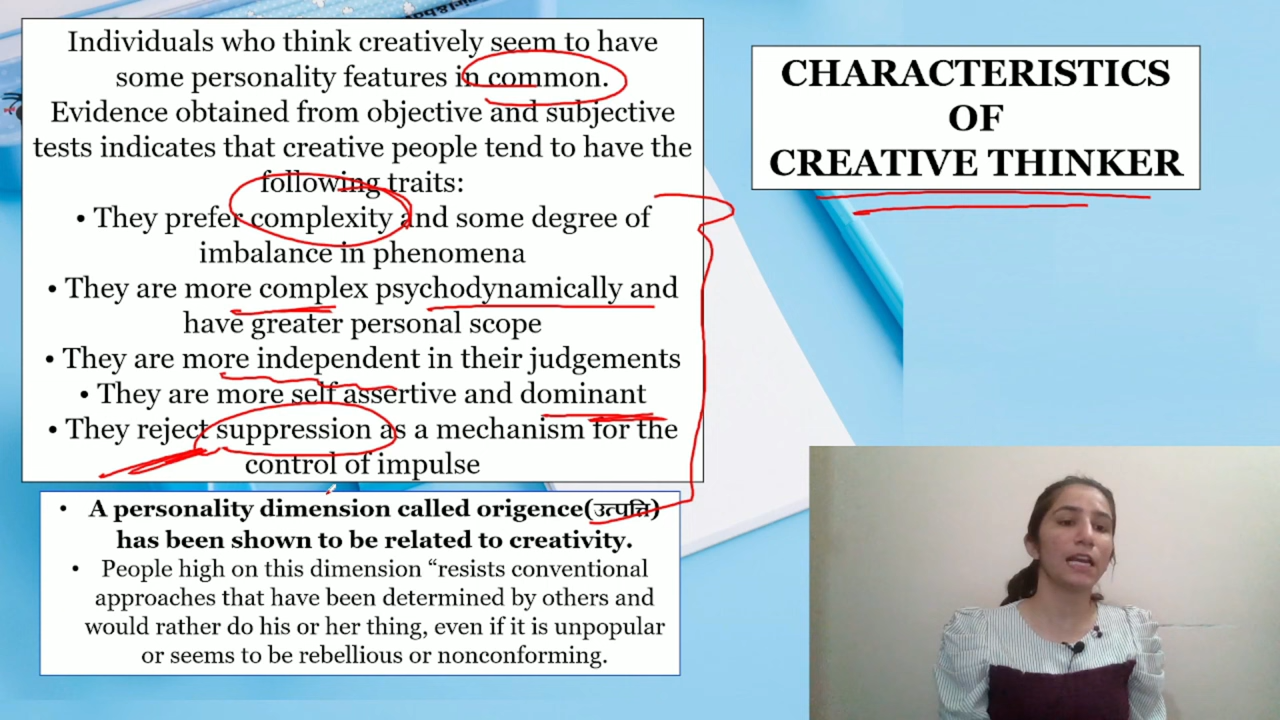 Individuals who think creatively seem to have
some personality features in common.
Evidence obtained from objective and subjective
tests indicates that creative people tend to have the
following traits:
• They prefer complexity and some degree of
imbalance in phenomena
• They are more complex psychodynamically and
have greater personal scope
• They are more independent in their judgements
• They are more self assertive and dominant
• They reject suppression as a mechanism for the
control of impulse
• A personality dimension called origence(उत्पत्ति)
has been shown to be related to creativity.
• People high on this dimension “resists conventional
approaches that have been determined by others and
would rather do his or her thing, even if it is unpopular
or seems to be rebellious or nonconforming.
CHARACTERISTICS
OF
CREATIVE THINKER